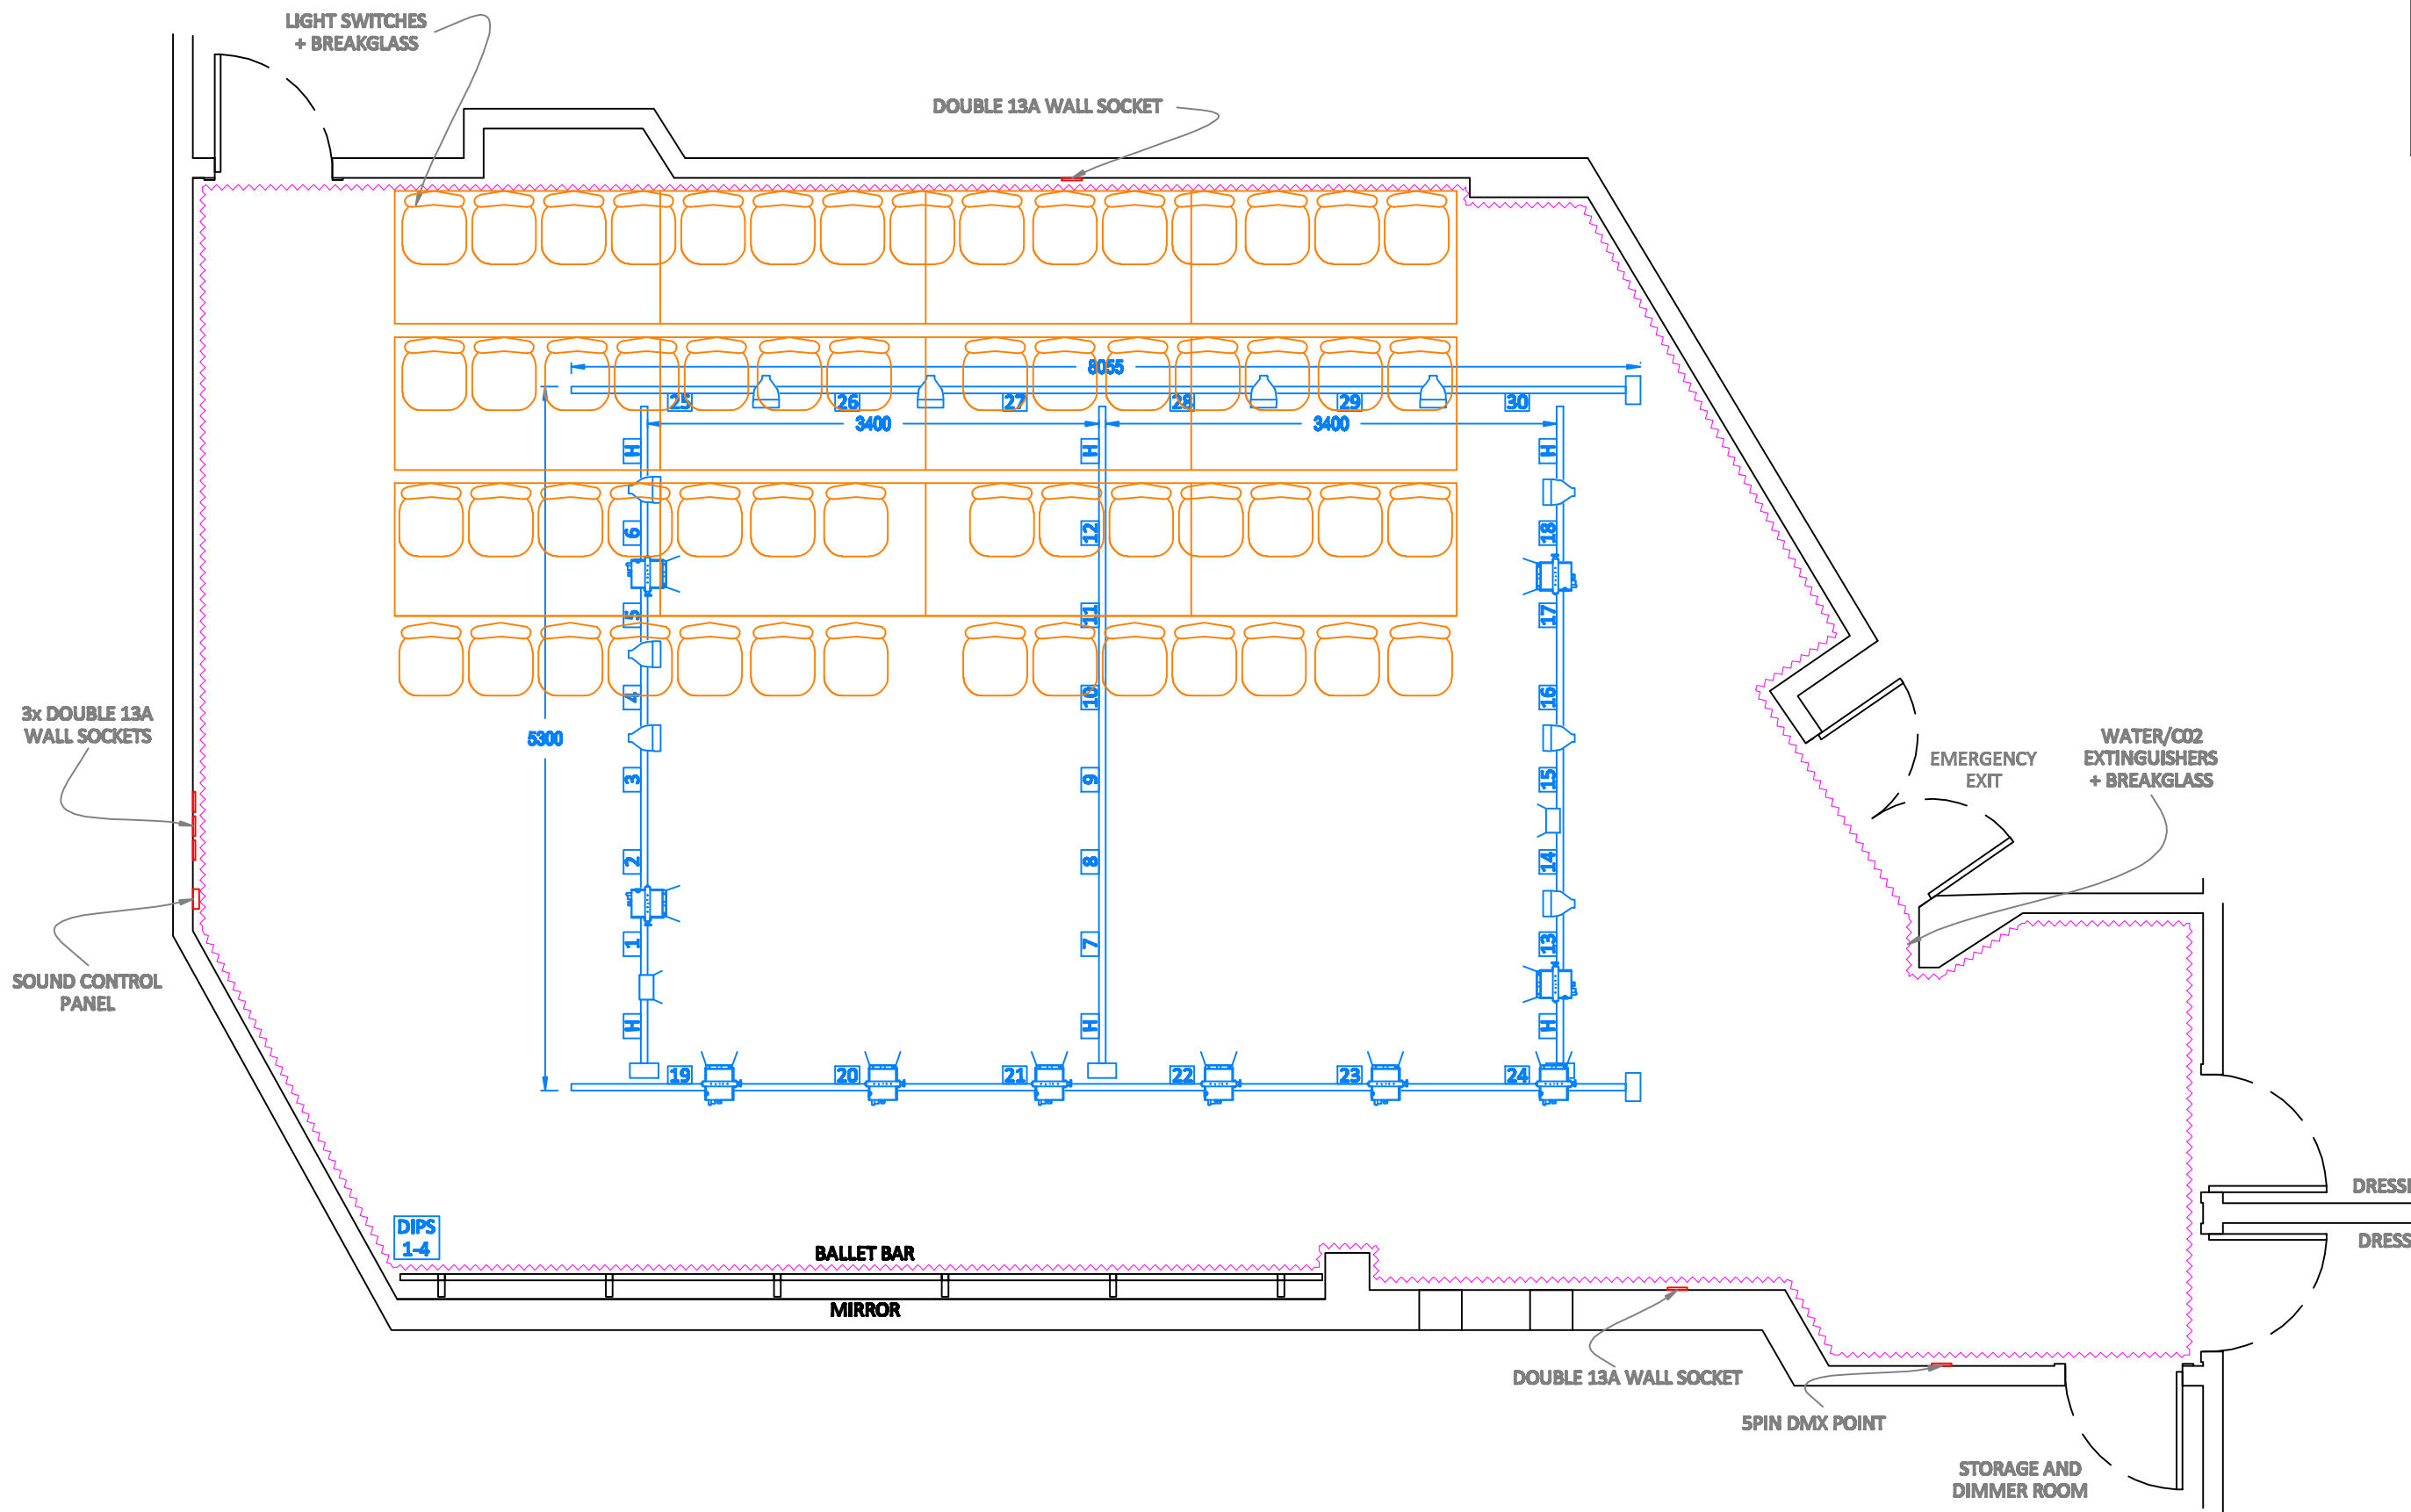 LIGHT SWITCHES
+ BREAKGLASS
DOUBLE 13A WALL SOCKET
8055
25
26
27
28
29
30
3400
3400
H
H
H
6
12
18
5
11
17
4
10
16
5300
3
9
15
2
8
14
1
7
13
H
H
H
19
20
21
22
23
24
3x DOUBLE 13A
WALL SOCKETS
SOUND CONTROL
PANEL
EMERGENCY
EXIT
WATER/C02
EXTINGUISHERS
+ BREAKGLASS
DRESSI
DRESS
DIPS
1-4
BALLET BAR
MIRROR
DOUBLE 13A WALL SOCKET
5PIN DMX POINT
STORAGE AND
DIMMER ROOM